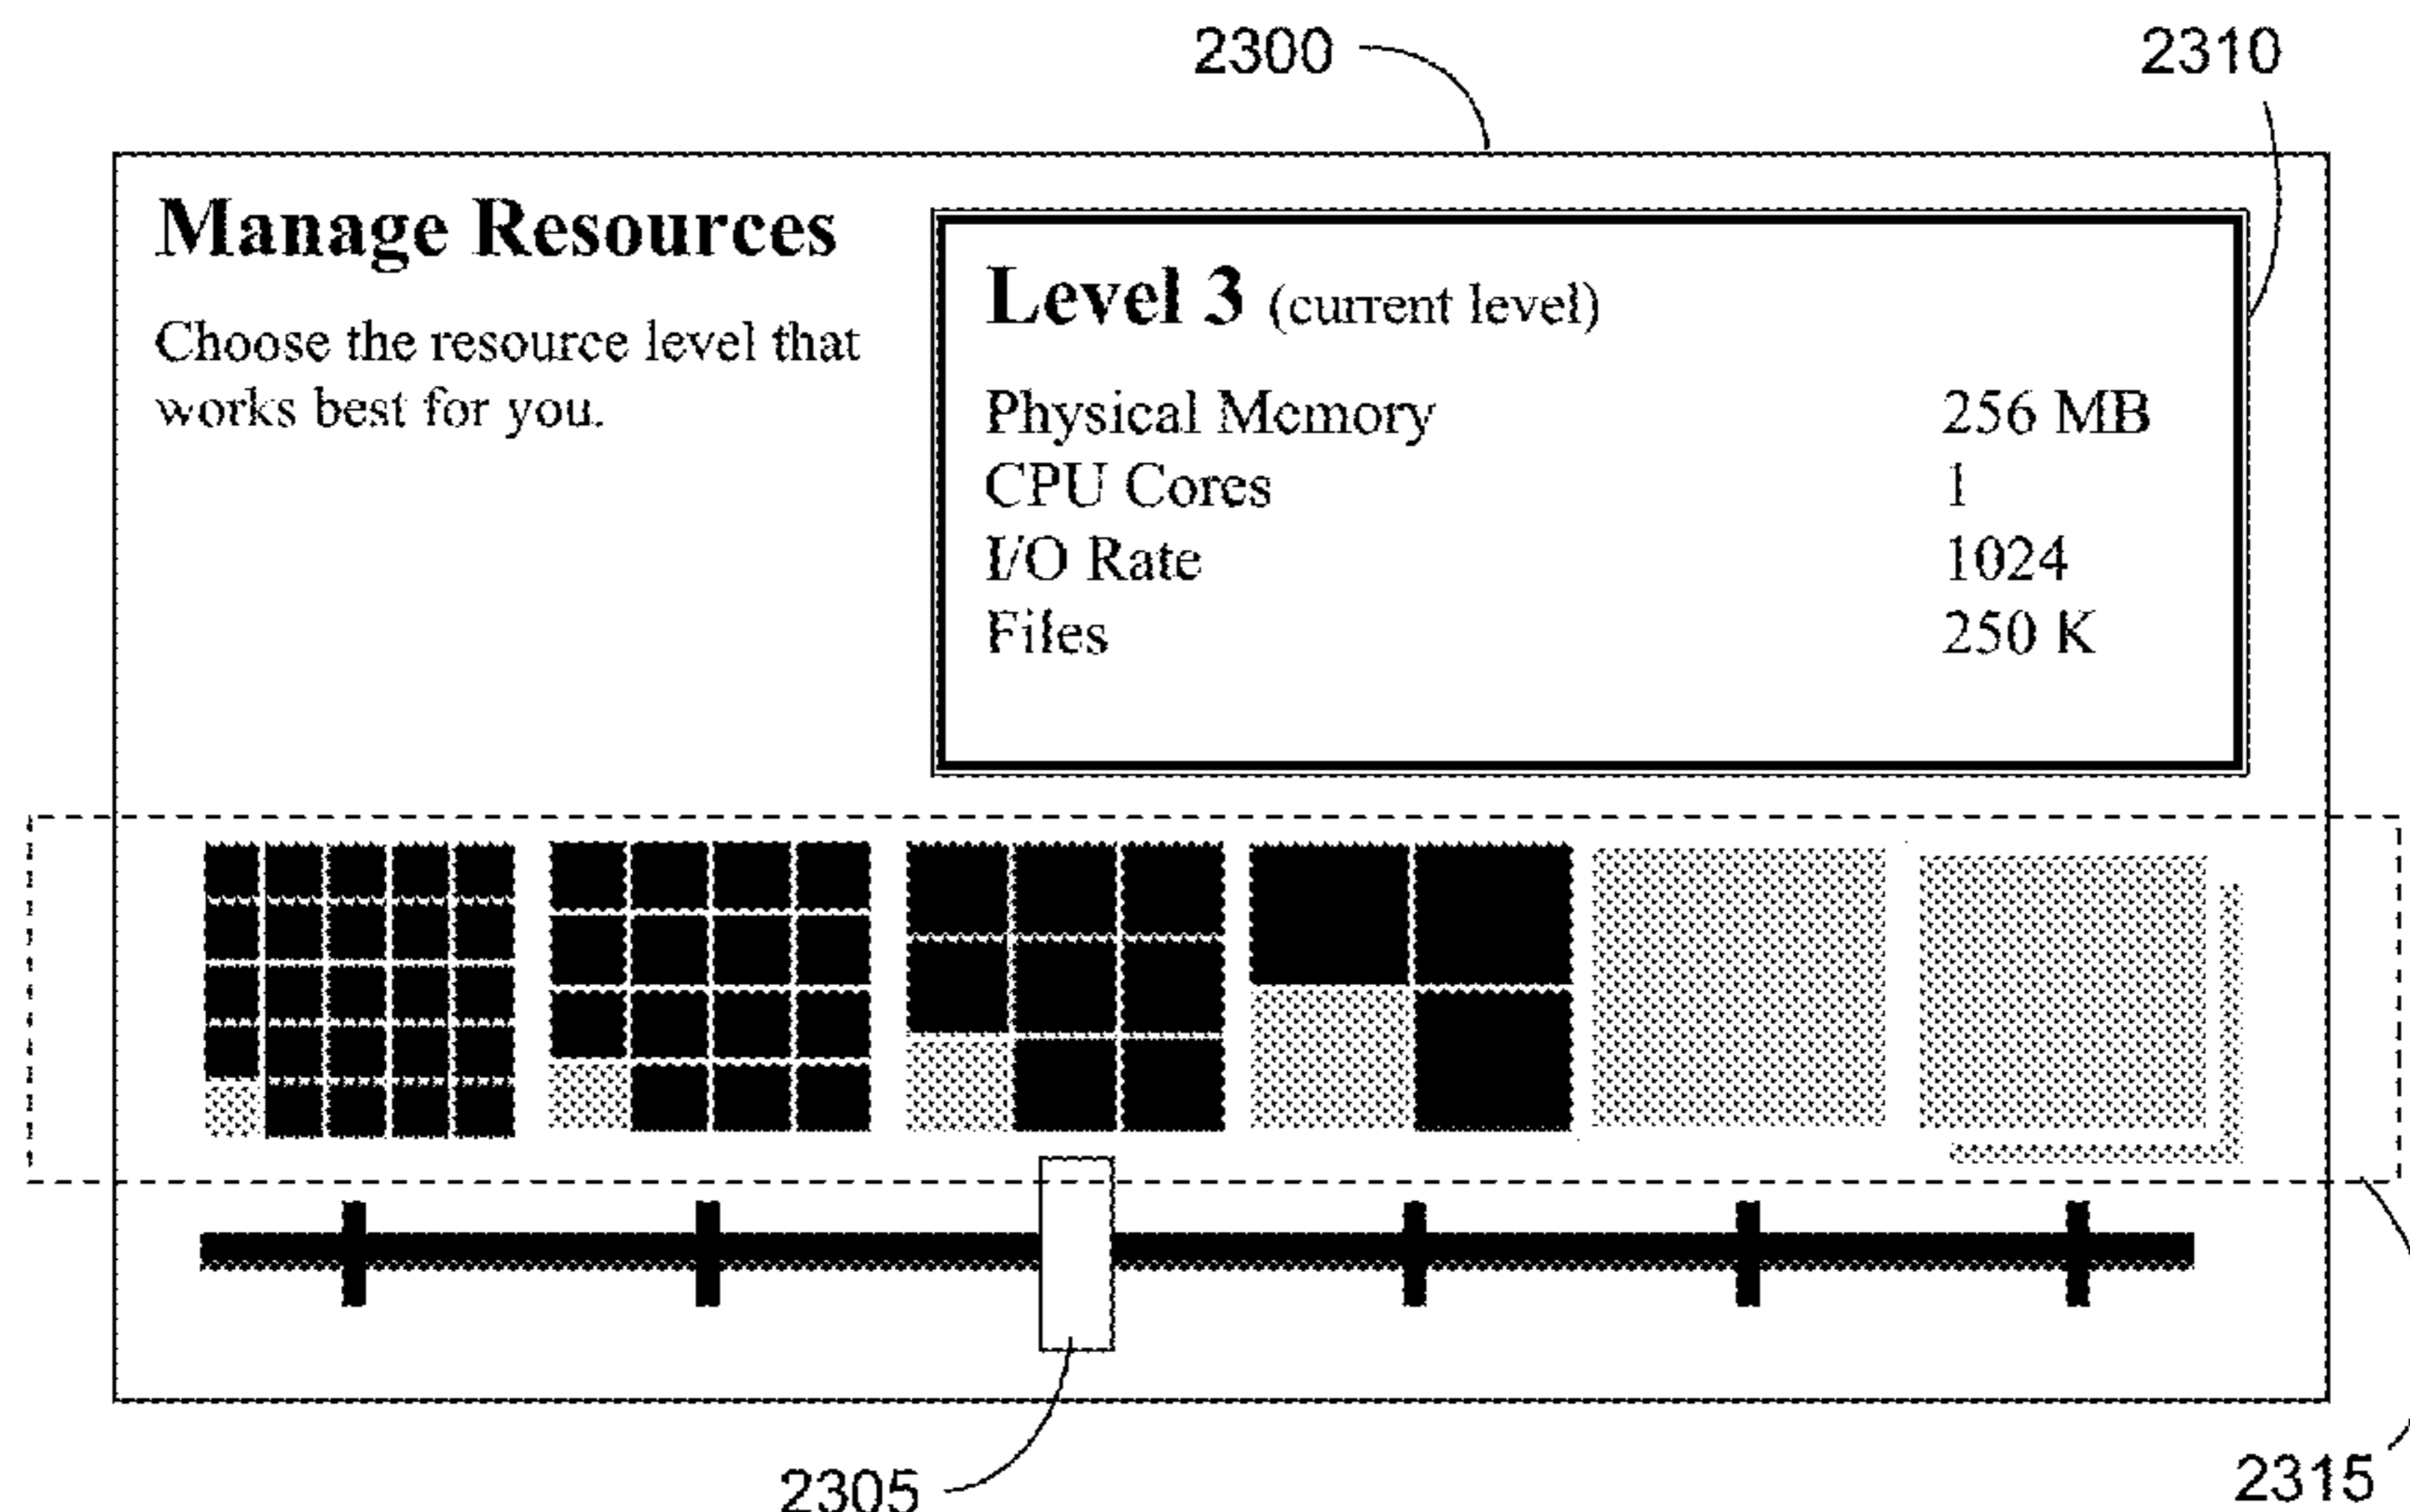 2300
2310
Manage Resources
Choose the resource level that
works best for you.
Level 3 (current level)
Physical Memory 256 MB
CPU Cores 1
I/O Rate 1024
Files 250 K
2305
2315